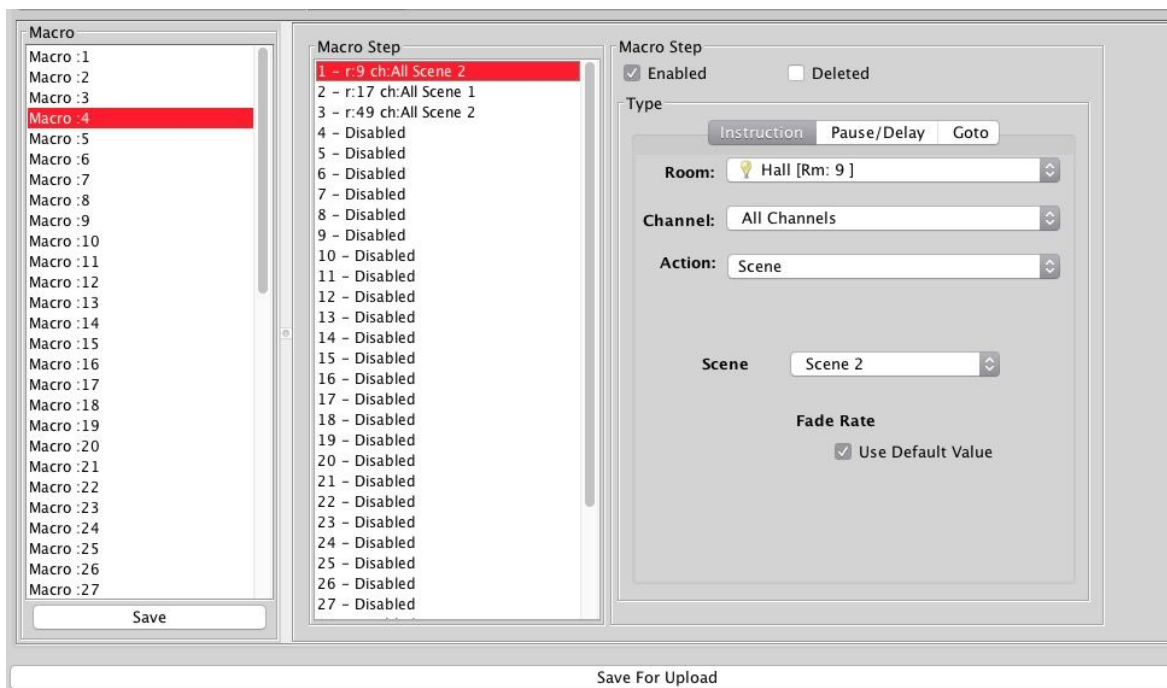 Macro
Macro :1
Macro :2
Macro :3
Macro :4
Macro :5
Macro :6
Macro :7
Macro :8
Macro :9
Macro :10
Macro :11
Macro :12
Macro :13
Macro :14
Macro :15
Macro :16
Macro :17
Macro :18
Macro :19
Macro :20
Macro :21
Macro :22
Macro :23
Macro :24
Macro :25
Macro :26
Macro :27
Save
Macro Step
1 - r:9 ch:All Scene 2
2 - r:17 ch:All Scene 1
3 - r:49 ch:All Scene 2
4 - Disabled
5 - Disabled
6 - Disabled
7 - Disabled
8 - Disabled
9 - Disabled
10 - Disabled
11 - Disabled
12 - Disabled
13 - Disabled
14 - Disabled
15 - Disabled
16 - Disabled
17 - Disabled
18 - Disabled
19 - Disabled
20 - Disabled
21 - Disabled
22 - Disabled
23 - Disabled
24 - Disabled
25 - Disabled
26 - Disabled
27 - Disabled
Macro Step
Enabled Deleted
Type
Instruction Pause/Delay Goto
Room: Hall [Rm: 9 ]
Channel: All Channels
Action: Scene
Scene Scene 2
Fade Rate
Use Default Value
Save For Upload